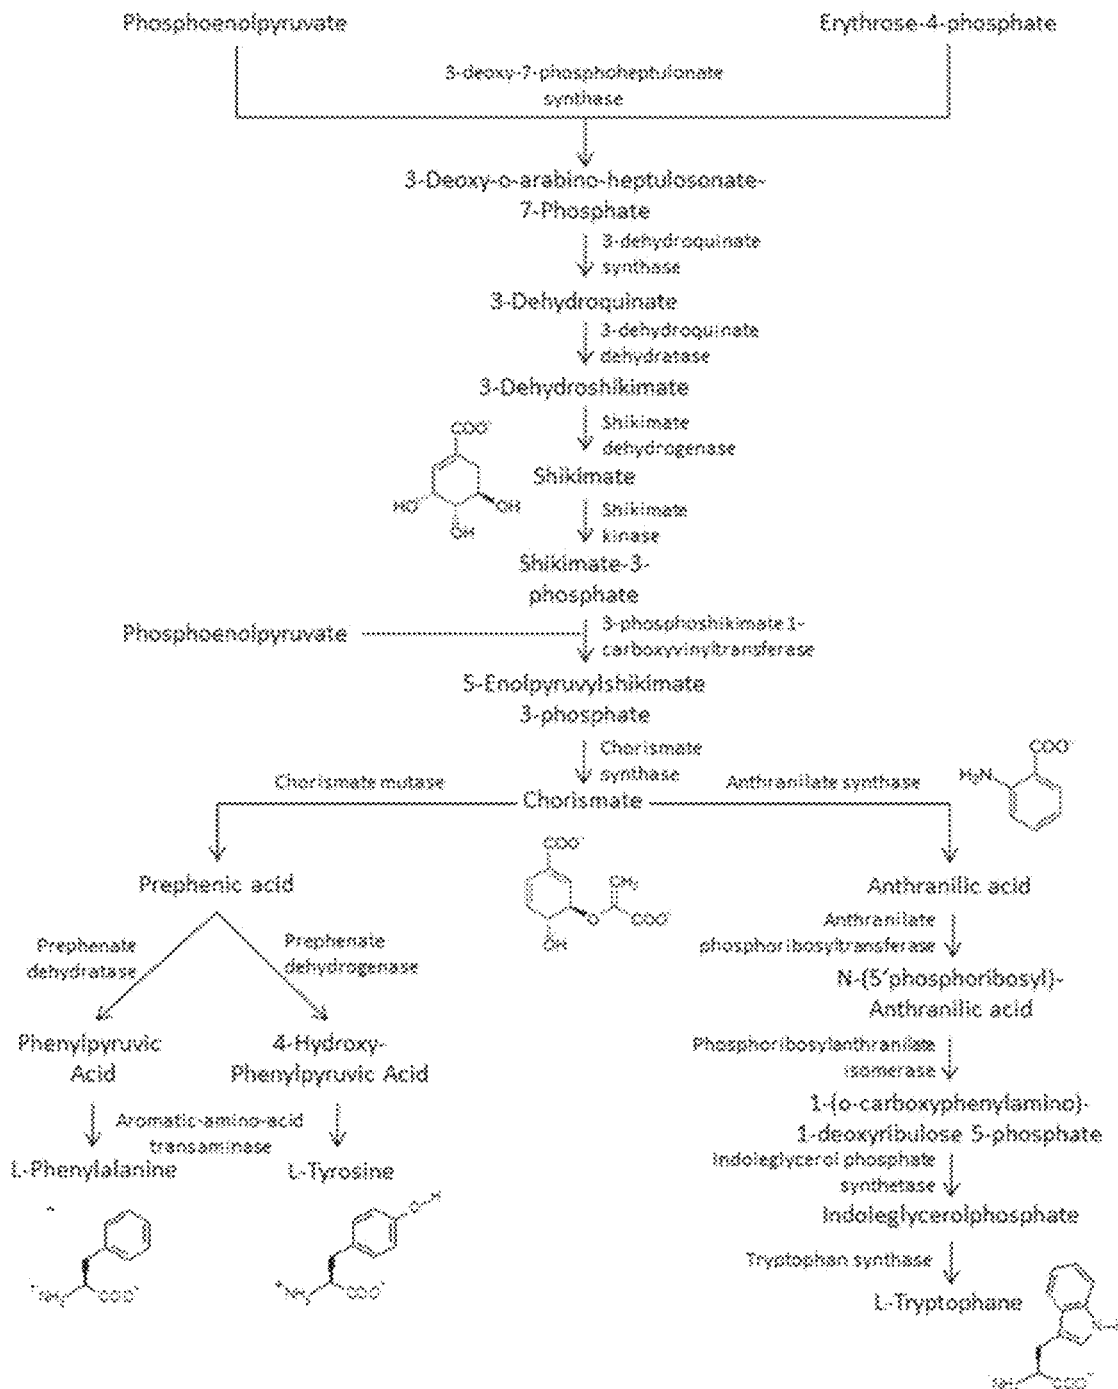 Phosphoenolpyruvate
Erythrose-4-phosphate
3-deoxy-7-phosphoheptulonate
synthase
3-Deoxy-o-arabino-heptulosonate-
7-Phosphate
3-dehydroquinate
synthase
3-Dehydroquinate
3-dehydroquinate
dehydratase
3-Dehydroshikimate
Shikimate
dehydrogenase
COO⁻
HO
OH
OH
Shikimate
Shikimate
kinase
Shikimate-3-
phosphate
Phosphoenolpyruvate
3-phosphoshikimate 1-
carboxyvinyltransferase
5-Enolpyruvylshikimate
3-phosphate
Chorismate
synthase
Chorismate mutase
Chorismate
Anthranilate synthase
COO⁻
H₂N
COO⁻
CH₂
O
COO⁻
OH
Prephenic acid
Anthranilic acid
Prephenate
dehydratase
Prephenate
dehydrogenase
Anthranilate
phosphoribosyltransferase
N-(5'phosphoribosyl)-
Anthranilic acid
Phenylpyruvic
Acid
4-Hydroxy-
Phenylpyruvic Acid
Phosphoribosylanthranilate
isomerase
1-(o-carboxyphenylamino)-
1-deoxyribulose 5-phosphate
Aromatic-amino-acid
transaminase
L-Phenylalanine
L-Tyrosine
Indoleglycerol phosphate
synthetase
Indoleglycerolphosphate
Tryptophan synthase
L-Tryptophane
O-H
COO⁻
COO⁻
N
COO⁻